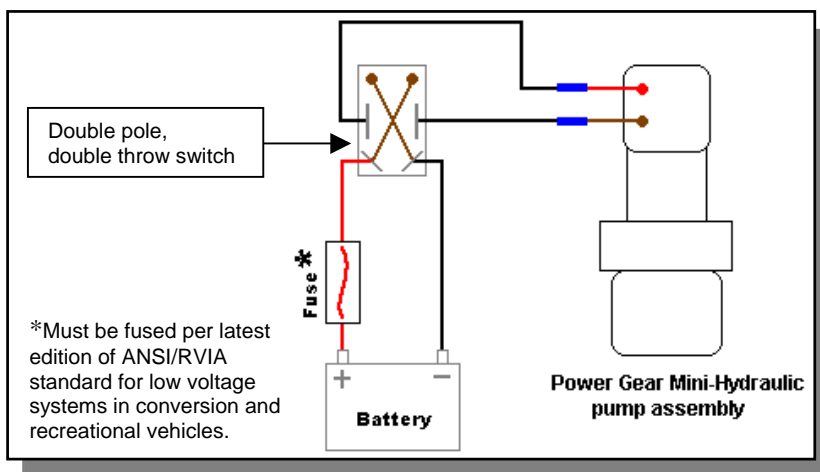 Double pole,
double throw switch
Fuse*
*Must be fused per latest
edition of ANSI/RVIA
standard for low voltage
systems in conversion and
recreational vehicles.
+ −
Battery
Power Gear Mini-Hydraulic
pump assembly